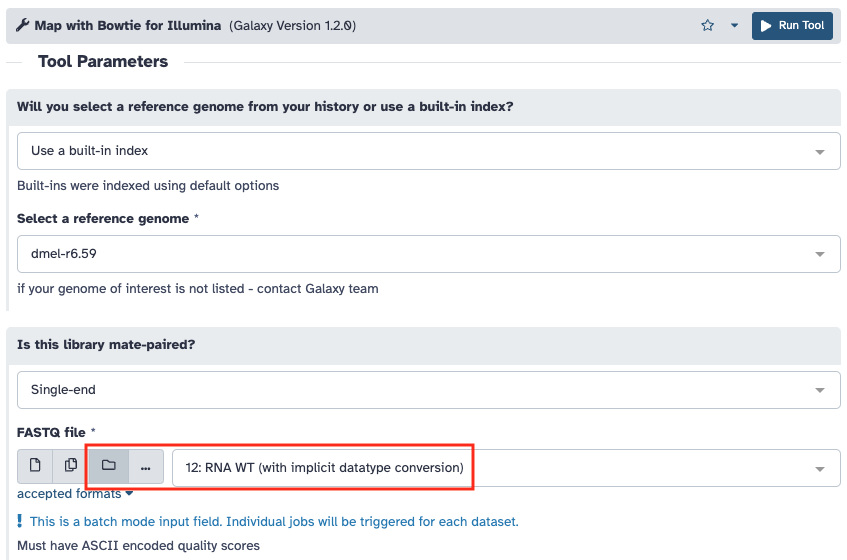 Map with Bowtie for Illumina (Galaxy Version 1.2.0) Run Tool
Tool Parameters
Will you select a reference genome from your history or use a built-in index?
Use a built-in index
Built-ins were indexed using default options
Select a reference genome *
dmel-r6.59
if your genome of interest is not listed - contact Galaxy team
Is this library mate-paired?
Single-end
FASTQ file *
... 12: RNA WT (with implicit datatype conversion)
accepted formats
! This is a batch mode input field. Individual jobs will be triggered for each dataset.
Must have ASCII encoded quality scores